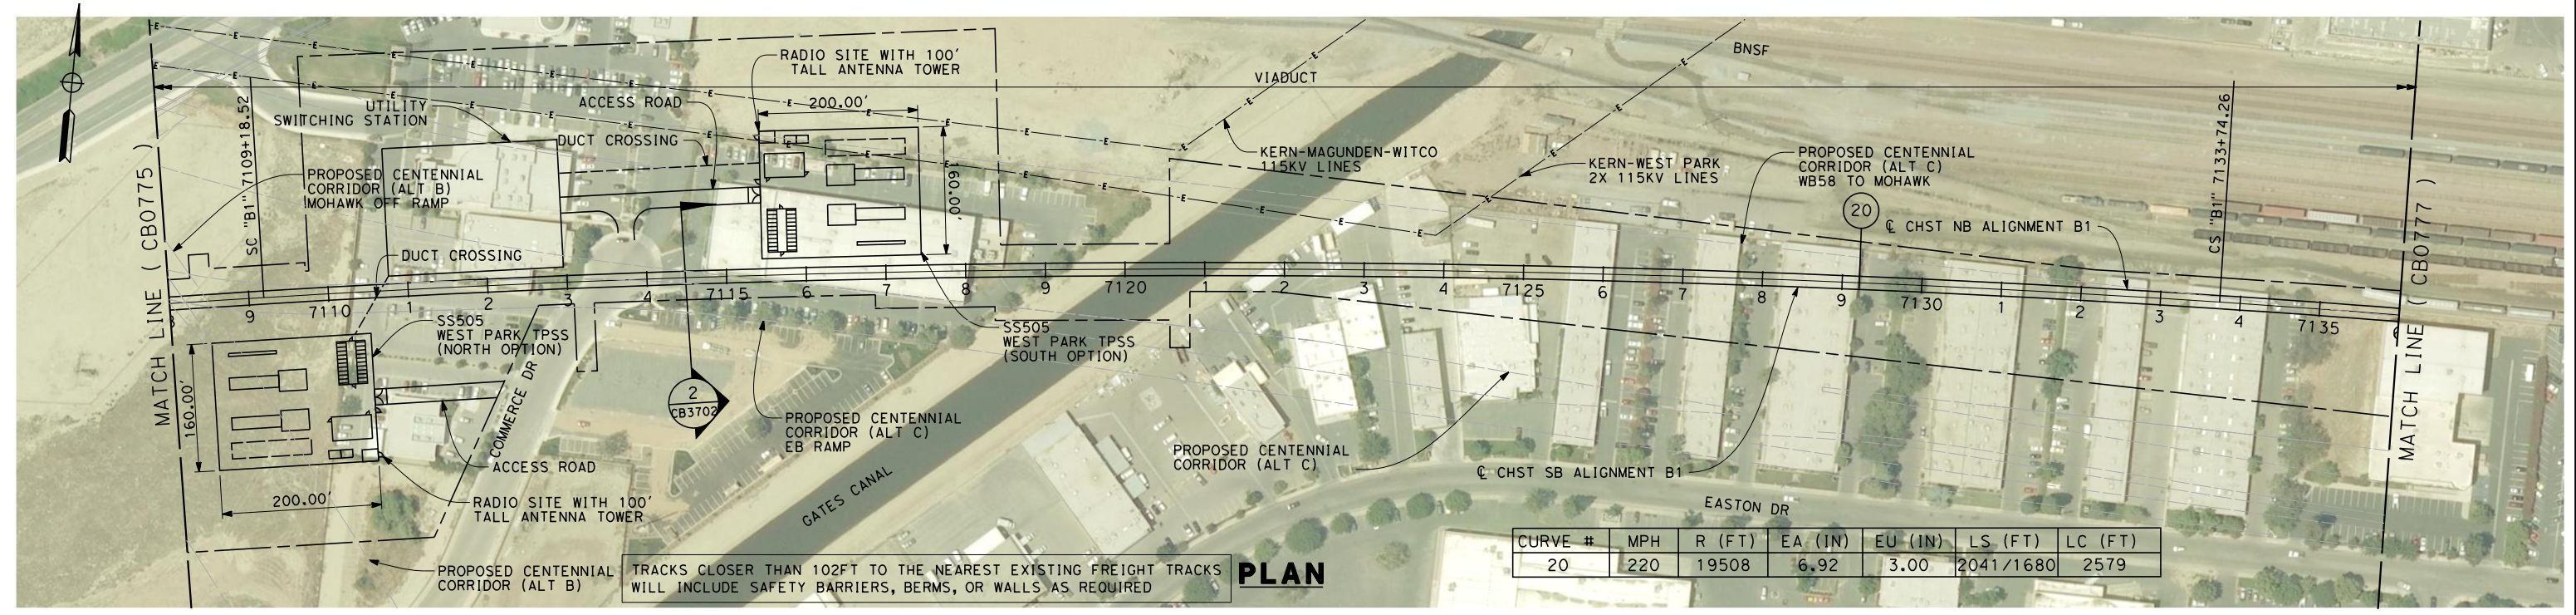 RADIO SITE WITH 100'
TALL ANTENNA TOWER
BNSF
VIADUCT
UTILITY
SWITCHING STATION
ACCESS ROAD
200.00'
DUCT CROSSING
160.00'
SC "B1" 7109+18.52
MATCH LINE ( CB0775 )
PROPOSED CENTENNIAL
CORRIDOR (ALT B)
MOHAWK OFF RAMP
KERN-MAGUNDEN-WITCO
115KV LINES
KERN-WEST PARK
2X 115KV LINES
PROPOSED CENTENNIAL
CORRIDOR (ALT C)
WB58 TO MOHAWK
20
℄ CHST NB ALIGNMENT B1
CS "B1" 7133+74.26
MATCH LINE ( CB0777 )
DUCT CROSSING
9 7110 1 2 3 4 7115 6 7 8 9 7120 1 2 3 4 7125 6 7 8 9 7130 1 2 3 4 7135
SS505
WEST PARK TPSS
(NORTH OPTION)
SS505
WEST PARK TPSS
(SOUTH OPTION)
160.00'
200.00'
COMMERCE DR
2
CB3702
PROPOSED CENTENNIAL
CORRIDOR (ALT C)
EB RAMP
ACCESS ROAD
RADIO SITE WITH 100'
TALL ANTENNA TOWER
GATES CANAL
PROPOSED CENTENNIAL
CORRIDOR (ALT C)
℄ CHST SB ALIGNMENT B1
EASTON DR
PROPOSED CENTENNIAL
CORRIDOR (ALT B)
TRACKS CLOSER THAN 102FT TO THE NEAREST EXISTING FREIGHT TRACKS
WILL INCLUDE SAFETY BARRIERS, BERMS, OR WALLS AS REQUIRED
PLAN
CURVE # MPH R (FT) EA (IN) EU (IN) LS (FT) LC (FT)
20 220 19508 6.92 3.00 2041/1680 2579